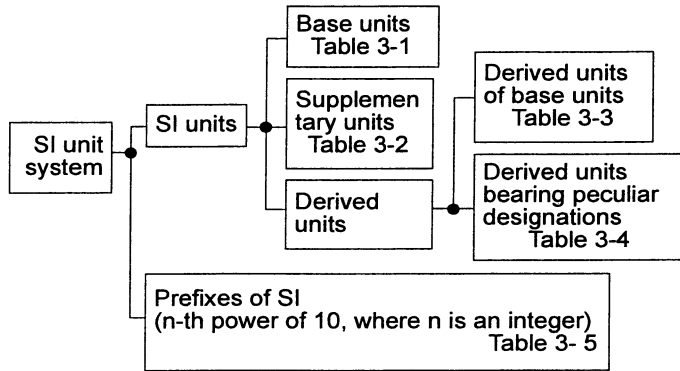 SI unit
system
SI units
Base units
Table 3-1
Supplemen
tary units
Table 3-2
Derived
units
Derived units
of base units
Table 3-3
Derived units
bearing peculiar
designations
Table 3-4
Prefixes of SI
(n-th power of 10, where n is an integer)
Table 3- 5